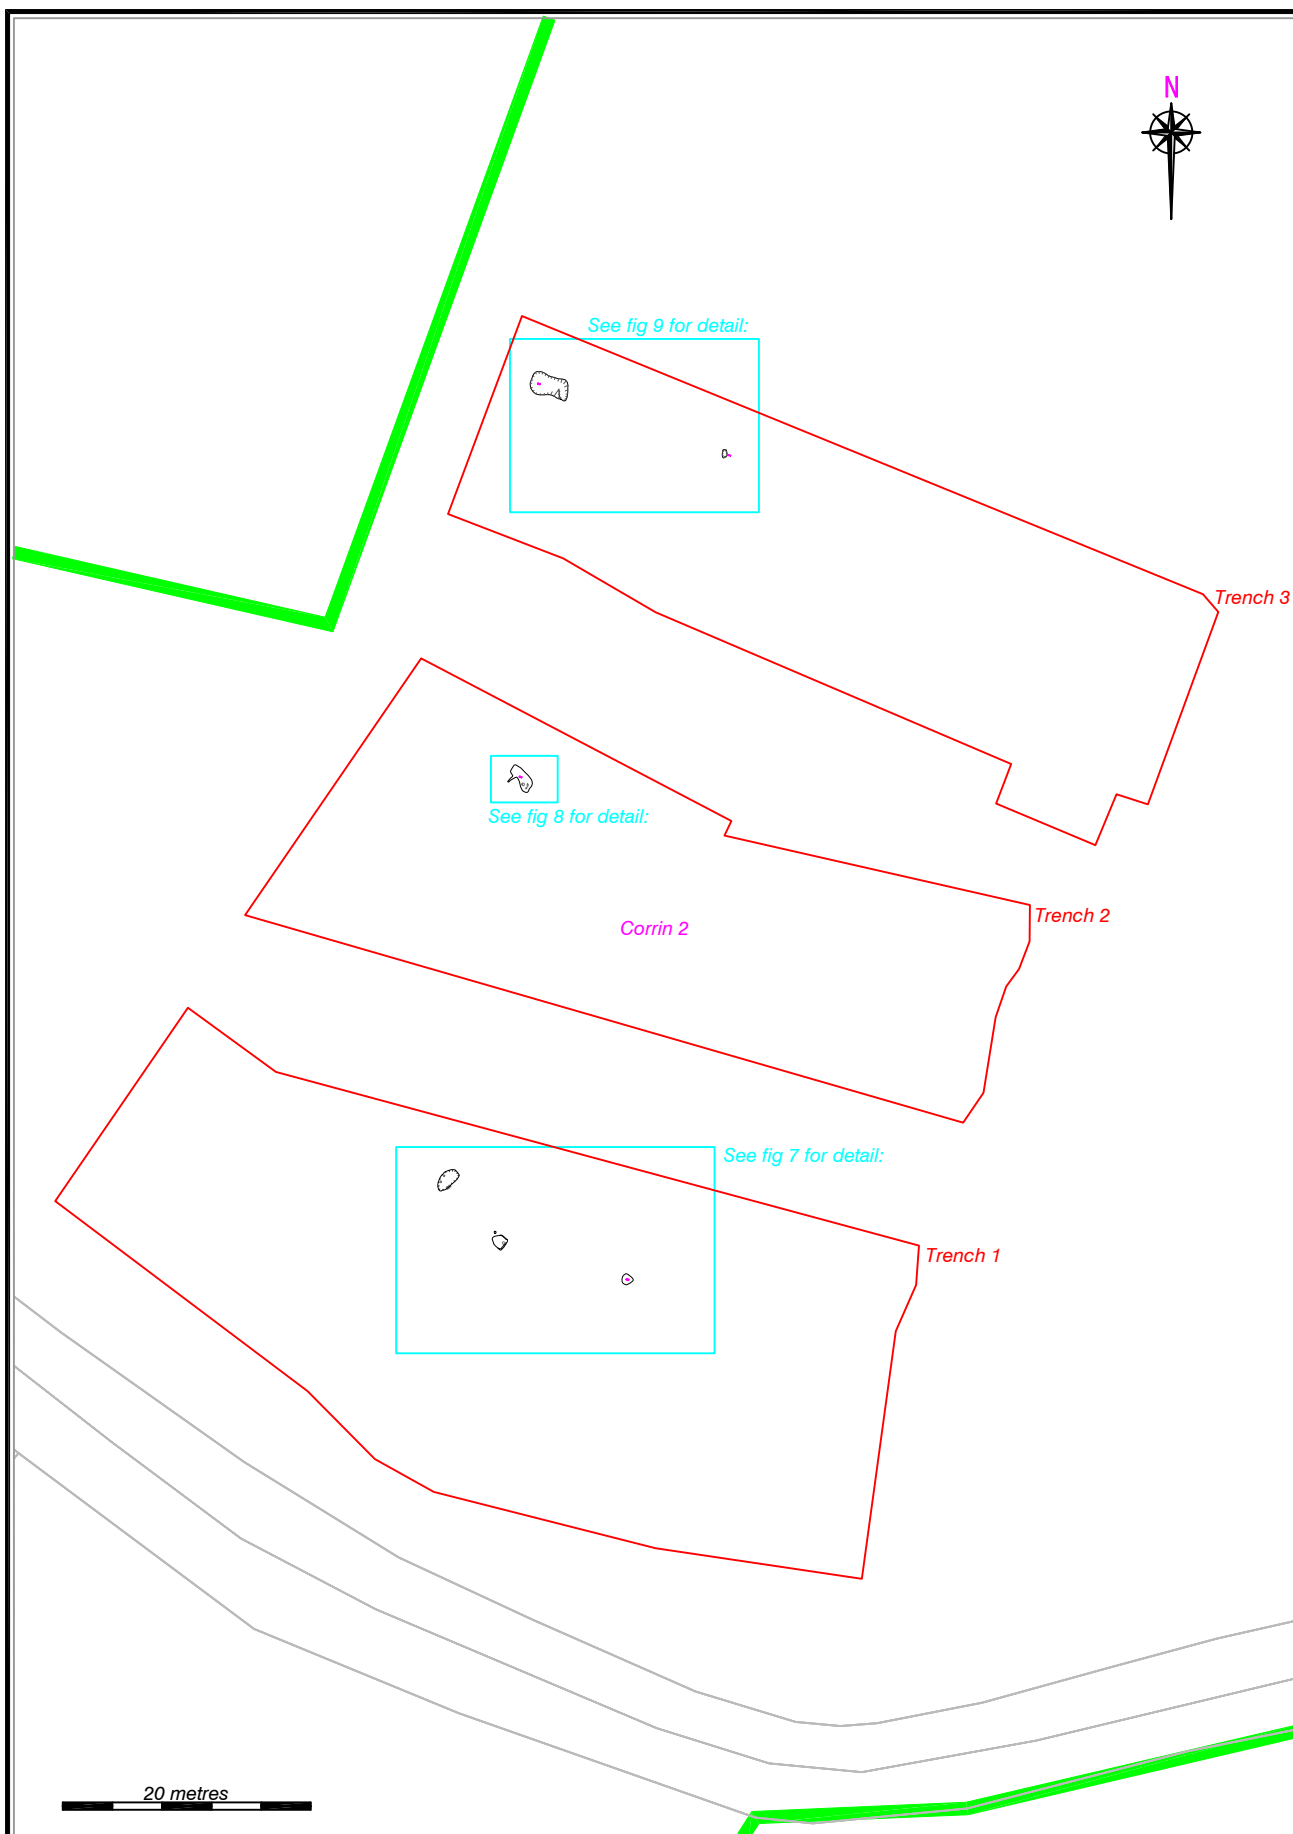 N
See fig 9 for detail:
Trench 3
See fig 8 for detail:
Trench 2
Corrin 2
See fig 7 for detail:
Trench 1
20 metres